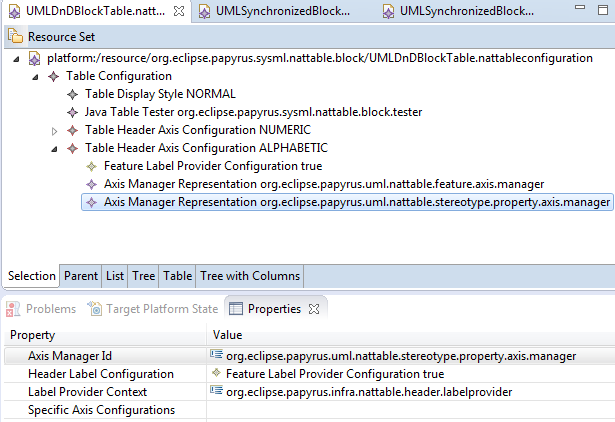 UMLDnDBlockTable.natt... UMLSynchronizedBlock... UMLSynchronizedBlock...
Resource Set
platform:/resource/org.eclipse.papyrus.sysml.nattable.block/UMLDnDBlockTable.nattableconfiguration
Table Configuration
Table Display Style NORMAL
Java Table Tester org.eclipse.papyrus.sysml.nattable.block.tester
Table Header Axis Configuration NUMERIC
Table Header Axis Configuration ALPHABETIC
Feature Label Provider Configuration true
Axis Manager Representation org.eclipse.papyrus.uml.nattable.feature.axis.manager
Axis Manager Representation org.eclipse.papyrus.uml.nattable.stereotype.property.axis.manager
Selection Parent List Tree Table Tree with Columns
Problems Target Platform State Properties
Property Value
Axis Manager Id org.eclipse.papyrus.uml.nattable.stereotype.property.axis.manager
Header Label Configuration Feature Label Provider Configuration true
Label Provider Context org.eclipse.papyrus.infra.nattable.header.labelprovider
Specific Axis Configurations